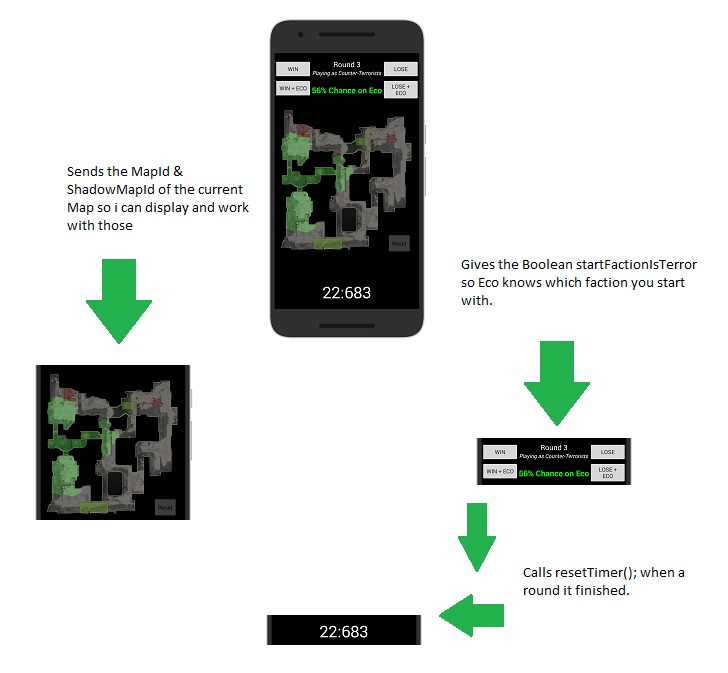 Round 3
WIN
LOSE
Playing as Counter-Terrorists
WIN + ECO
56% Chance on Eco
LOSE +
ECO
Reset
22:683
Sends the MapId &
ShadowMapId of the current
Map so i can display and work
with those
Gives the Boolean startFactionIsTerror
so Eco knows which faction you start
with.
Reset
Round 3
WIN
LOSE
Playing as Counter-Terrorists
WIN + ECO
56% Chance on Eco
LOSE +
ECO
Calls resetTimer(); when a
round it finished.
22:683